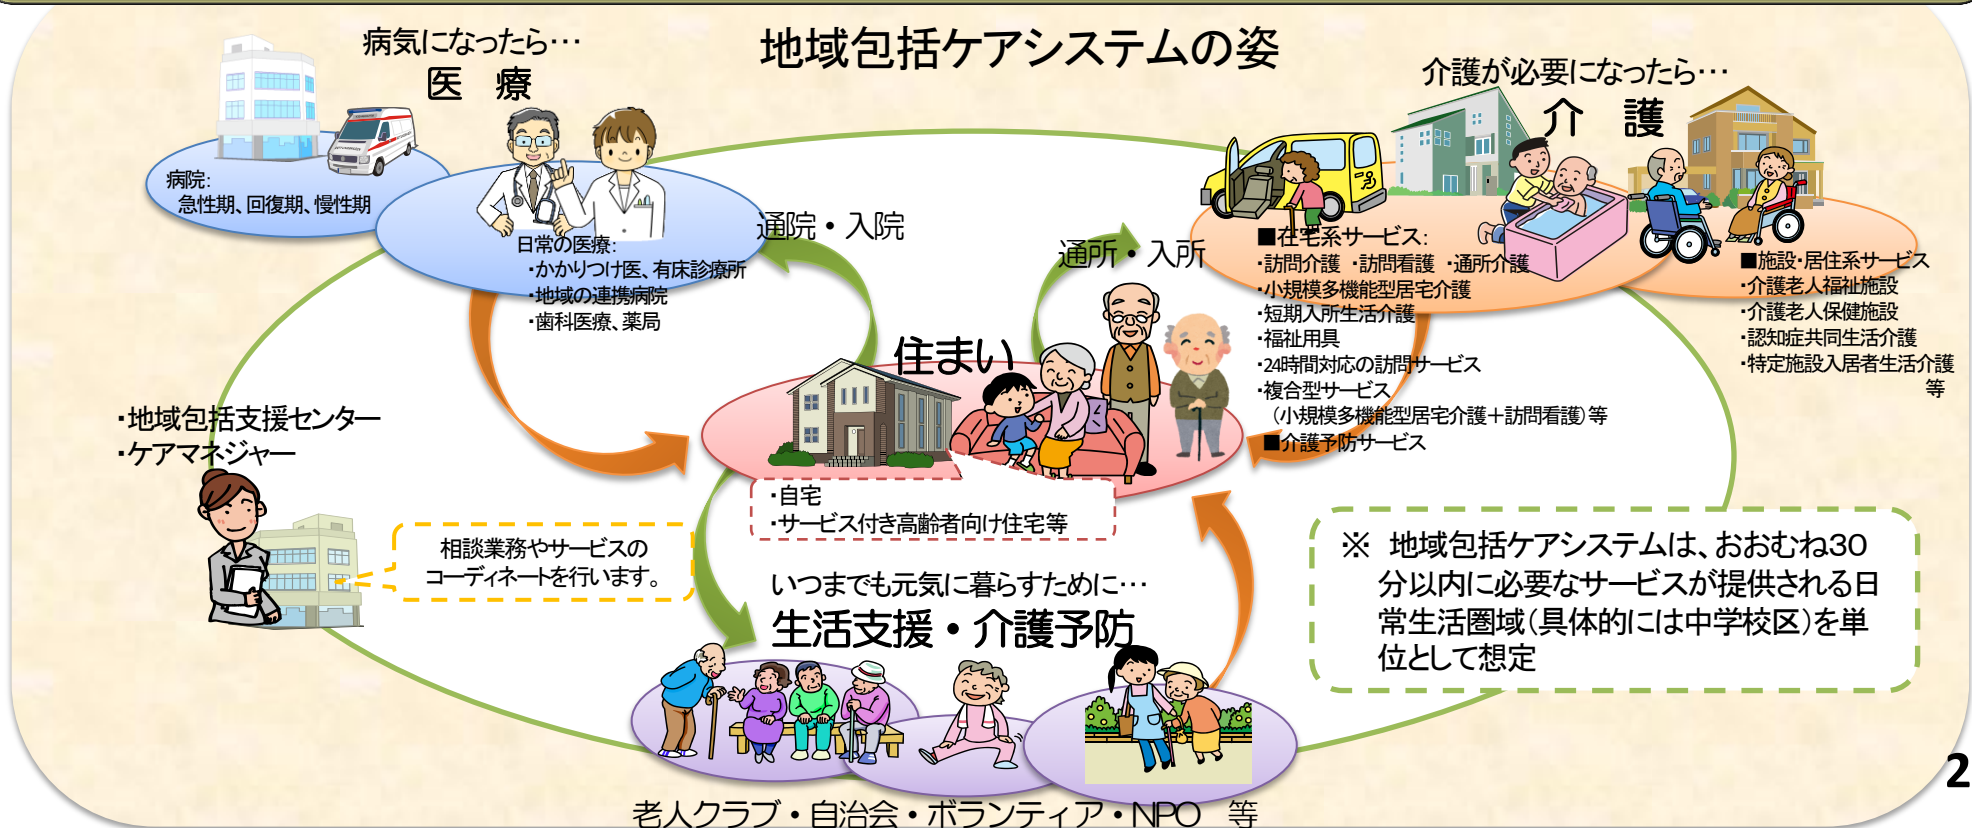 地域包括ケアシステムの姿
病気になったら…
医 療
病院:
急性期、回復期、慢性期
日常の医療:
・かかりつけ医、有床診療所
・地域の連携病院
・歯科医療、薬局
通院・入院
通所・入所
介護が必要になったら…
介 護
■在宅系サービス:
・訪問介護 ・訪問看護 ・通所介護
・小規模多機能型居宅介護
・短期入所生活介護
・福祉用具
・24時間対応の訪問サービス
・複合型サービス
(小規模多機能型居宅介護+訪問看護)等
■介護予防サービス
■施設・居住系サービス
・介護老人福祉施設
・介護老人保健施設
・認知症共同生活介護
・特定施設入居者生活介護
等
住まい
・自宅
・サービス付き高齢者向け住宅等
・地域包括支援センター
・ケアマネジャー
相談業務やサービスの
コーディネートを行います。
いつまでも元気に暮らすために…
生活支援・介護予防
老人クラブ・自治会・ボランティア・NPO 等
※ 地域包括ケアシステムは、おおむね30
分以内に必要なサービスが提供される日
常生活圏域(具体的には中学校区)を単
位として想定
2